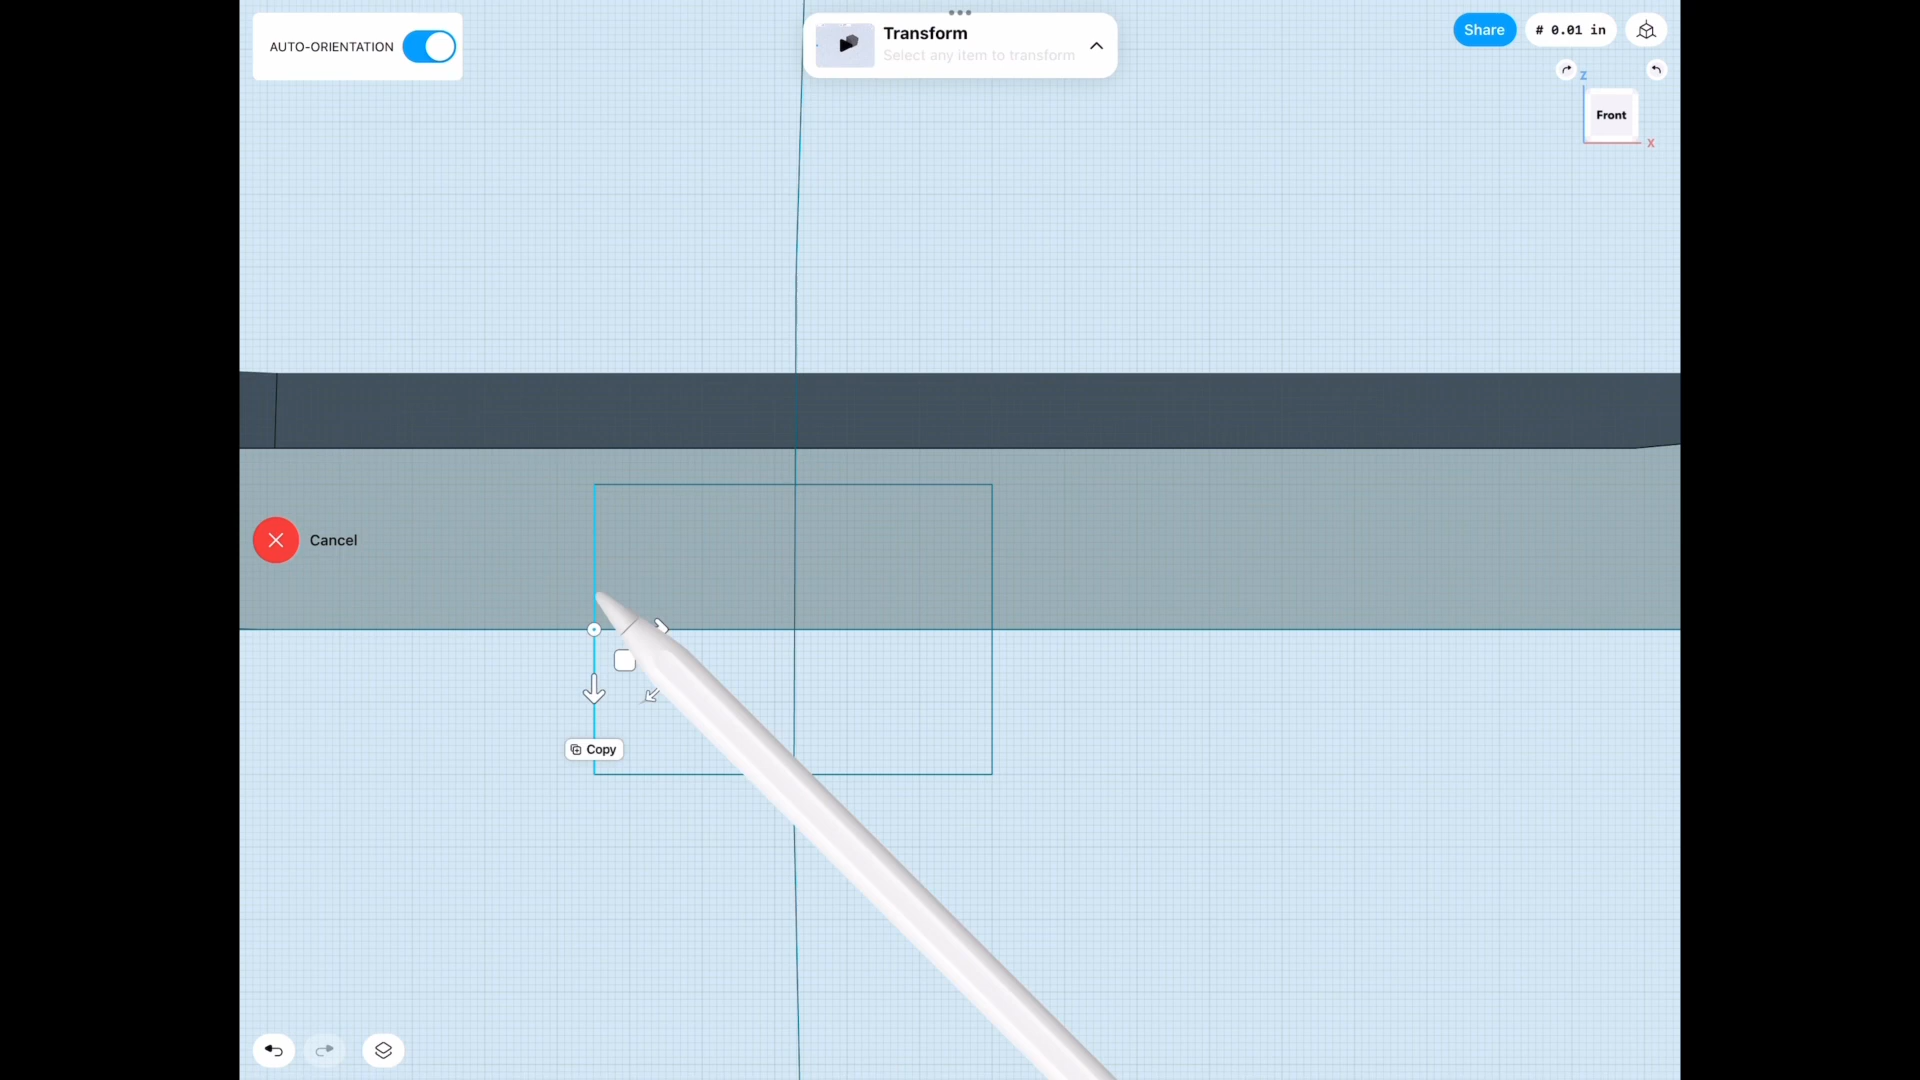 AUTO-ORIENTATION
Transform
Select any item to transform
Share
# 0.01 in
Z
Front
X
Cancel
Copy